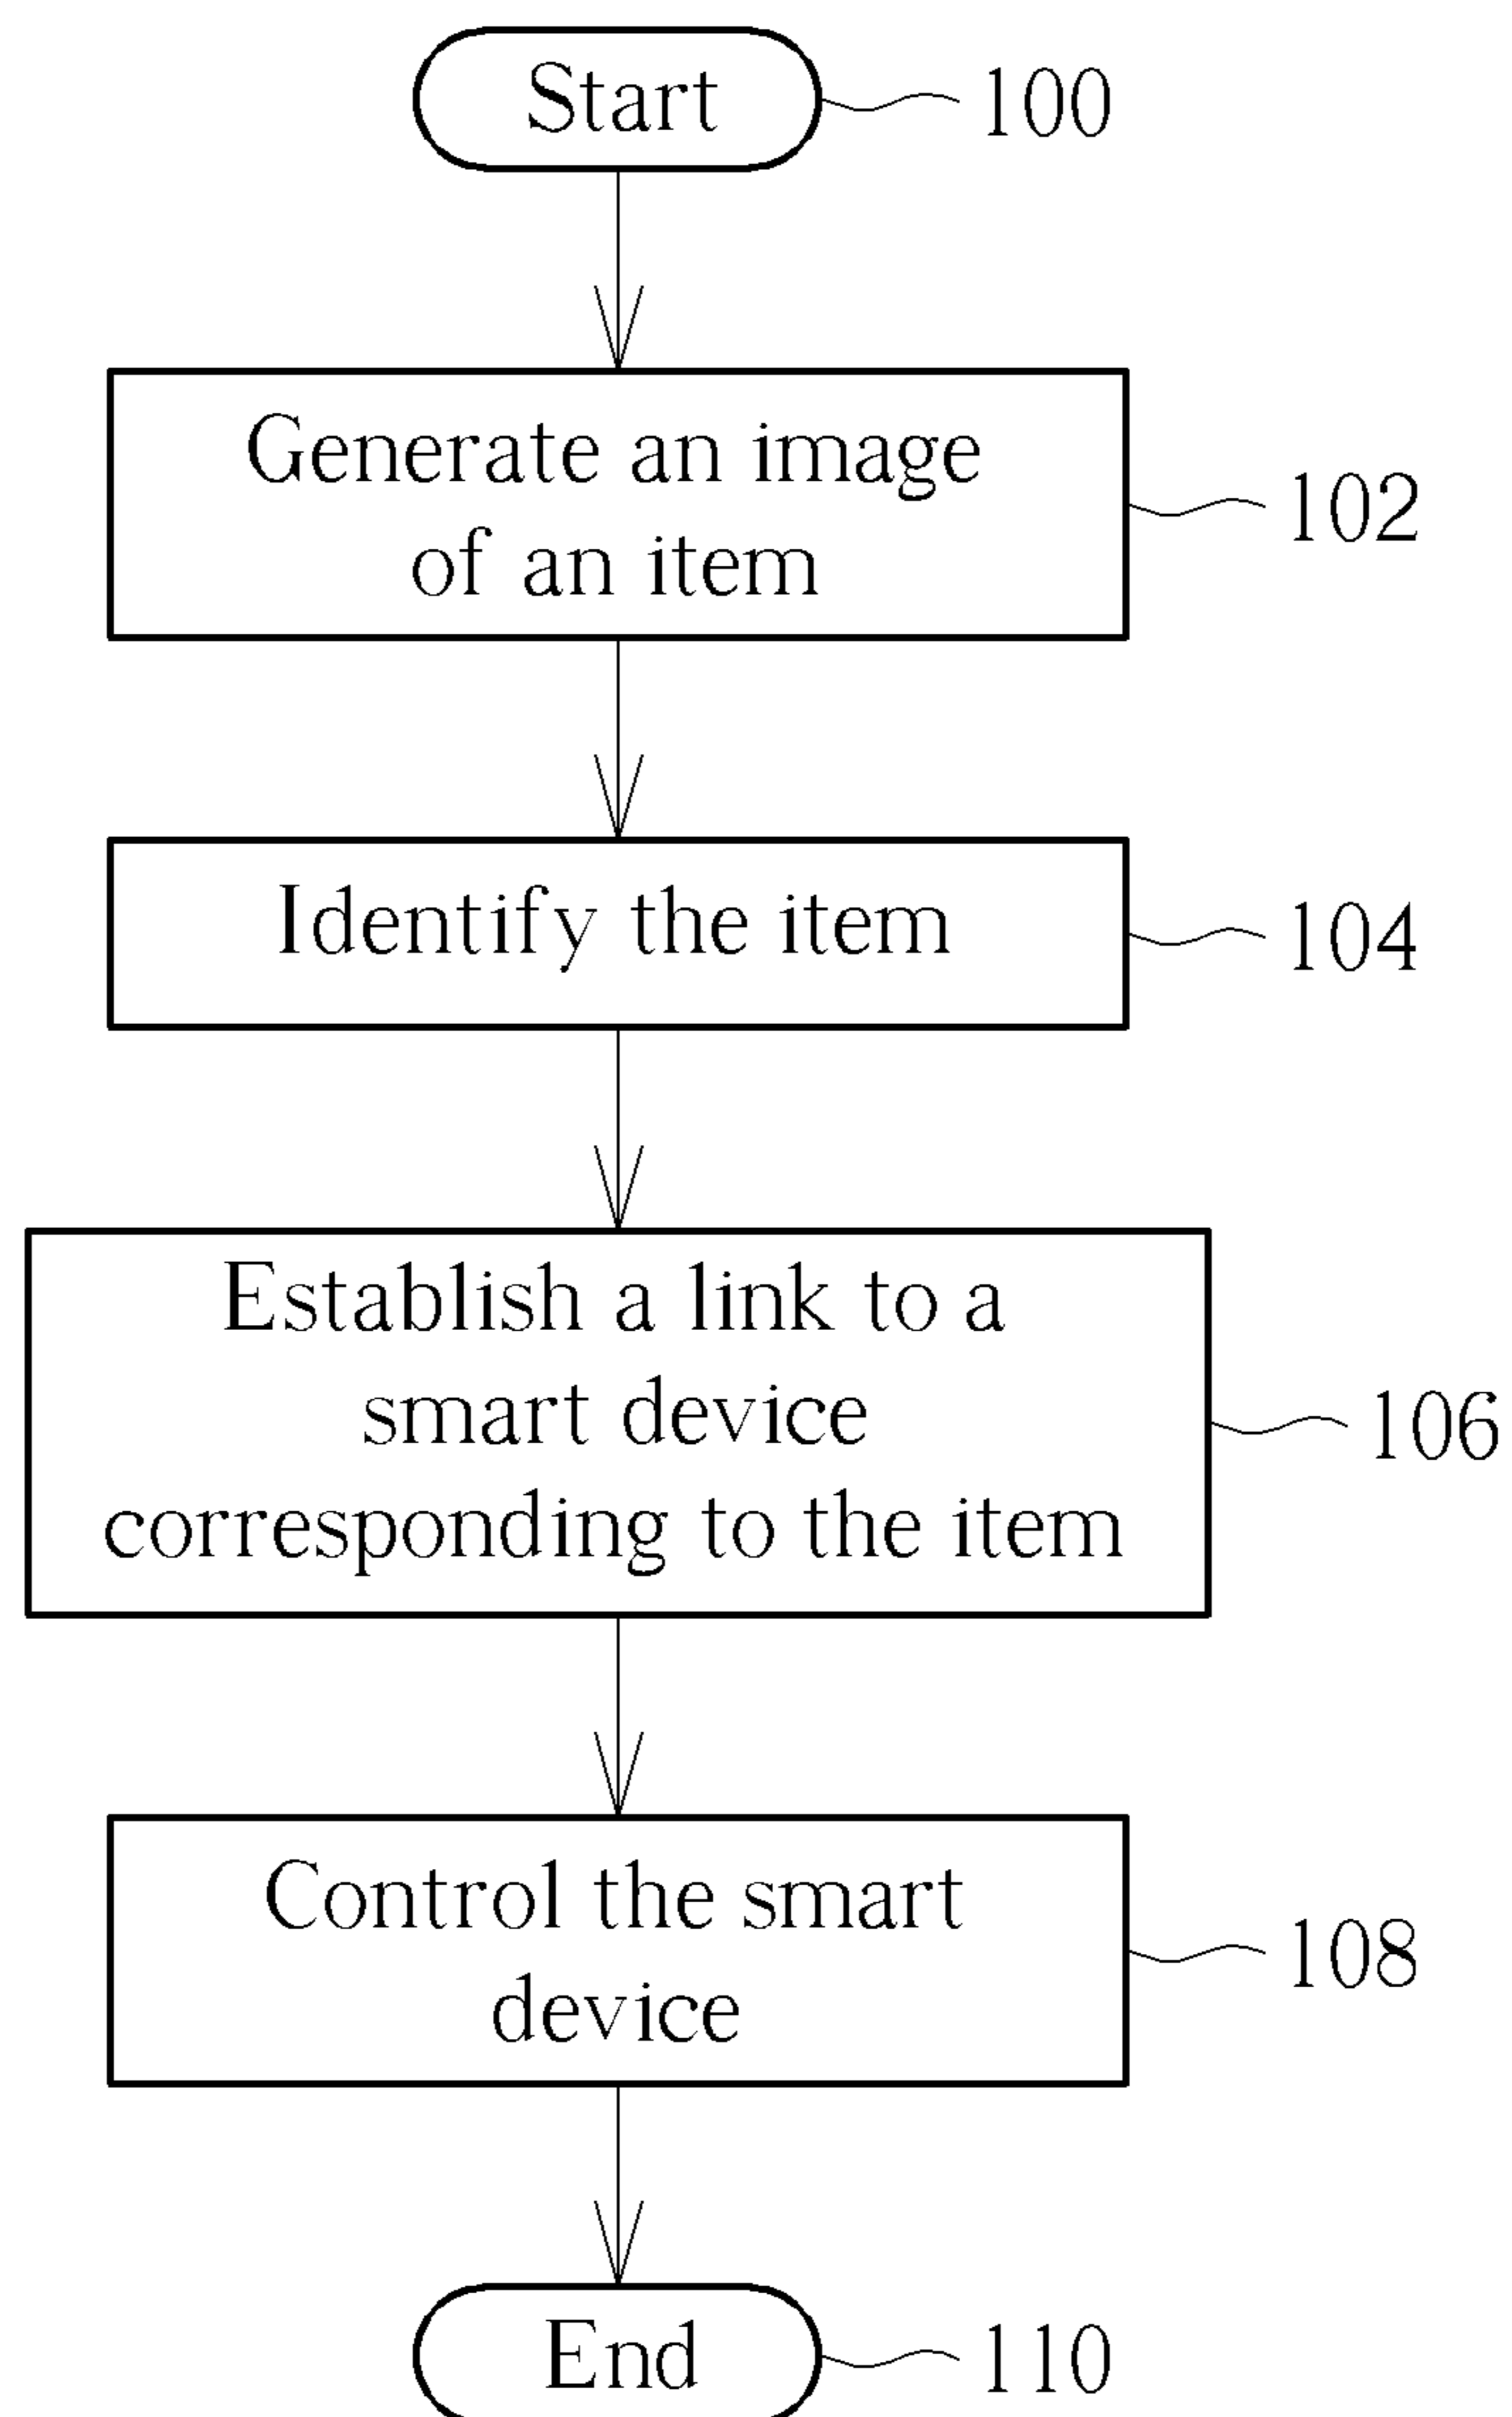 Start
100
Generate an image
of an item
102
Identify the item
104
Establish a link to a
smart device
corresponding to the item
106
Control the smart
device
108
End
110